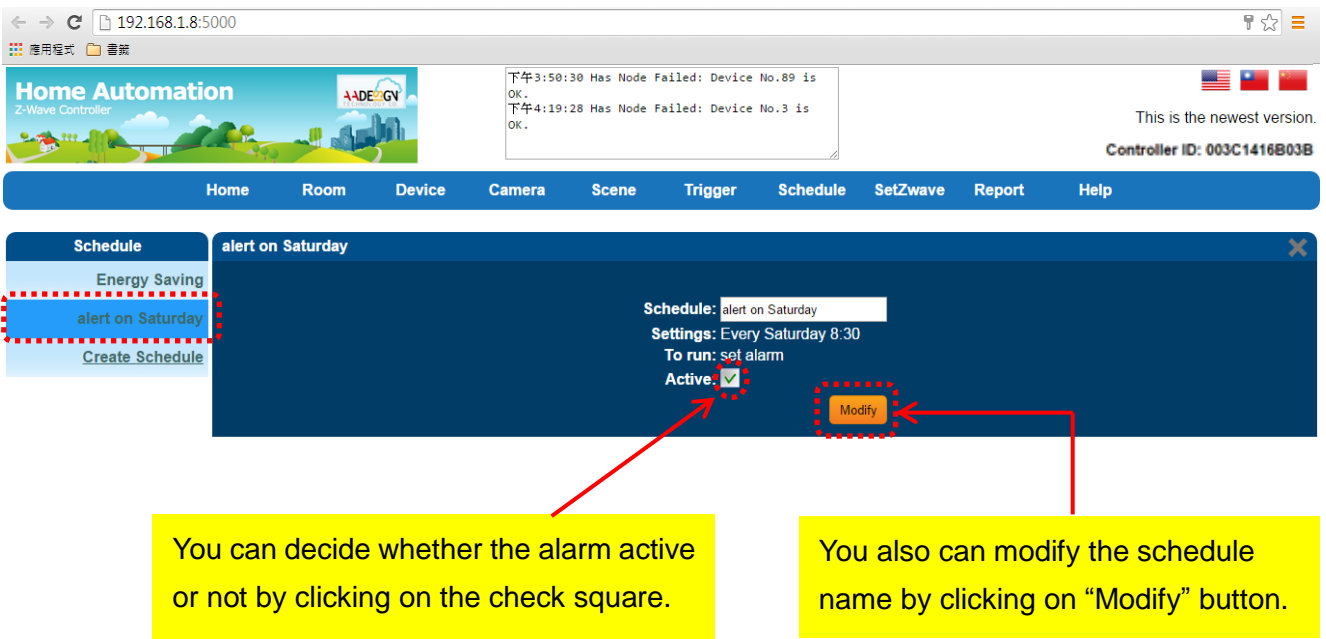 192.168.1.8:5000
應用程式 書籤
Home Automation
Z-Wave Controller
AADESIGN
TECHNOLOGY CO.
下午3:50:30 Has Node Failed: Device No.89 is
OK.
下午4:19:28 Has Node Failed: Device No.3 is
OK.
This is the newest version.
Controller ID: 003C1416B03B
Home Room Device Camera Scene Trigger Schedule SetZwave Report Help
Schedule
Energy Saving
alert on Saturday
Create Schedule
alert on Saturday
Schedule: alert on Saturday
Settings: Every Saturday 8:30
To run: set alarm
Active:
Modify
You can decide whether the alarm active
or not by clicking on the check square.
You also can modify the schedule
name by clicking on “Modify” button.